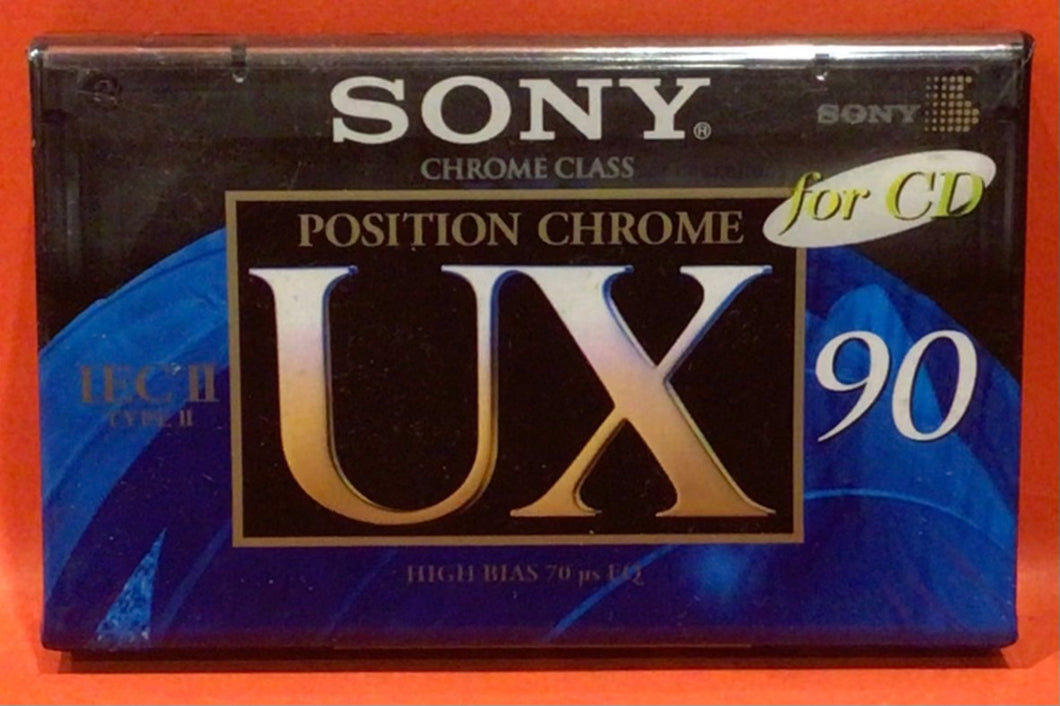 SONY®
CHROME CLASS
SONY
for CD
POSITION CHROME
UX
90
IEC II
TYPE II
HIGH BIAS 70 µs EQ